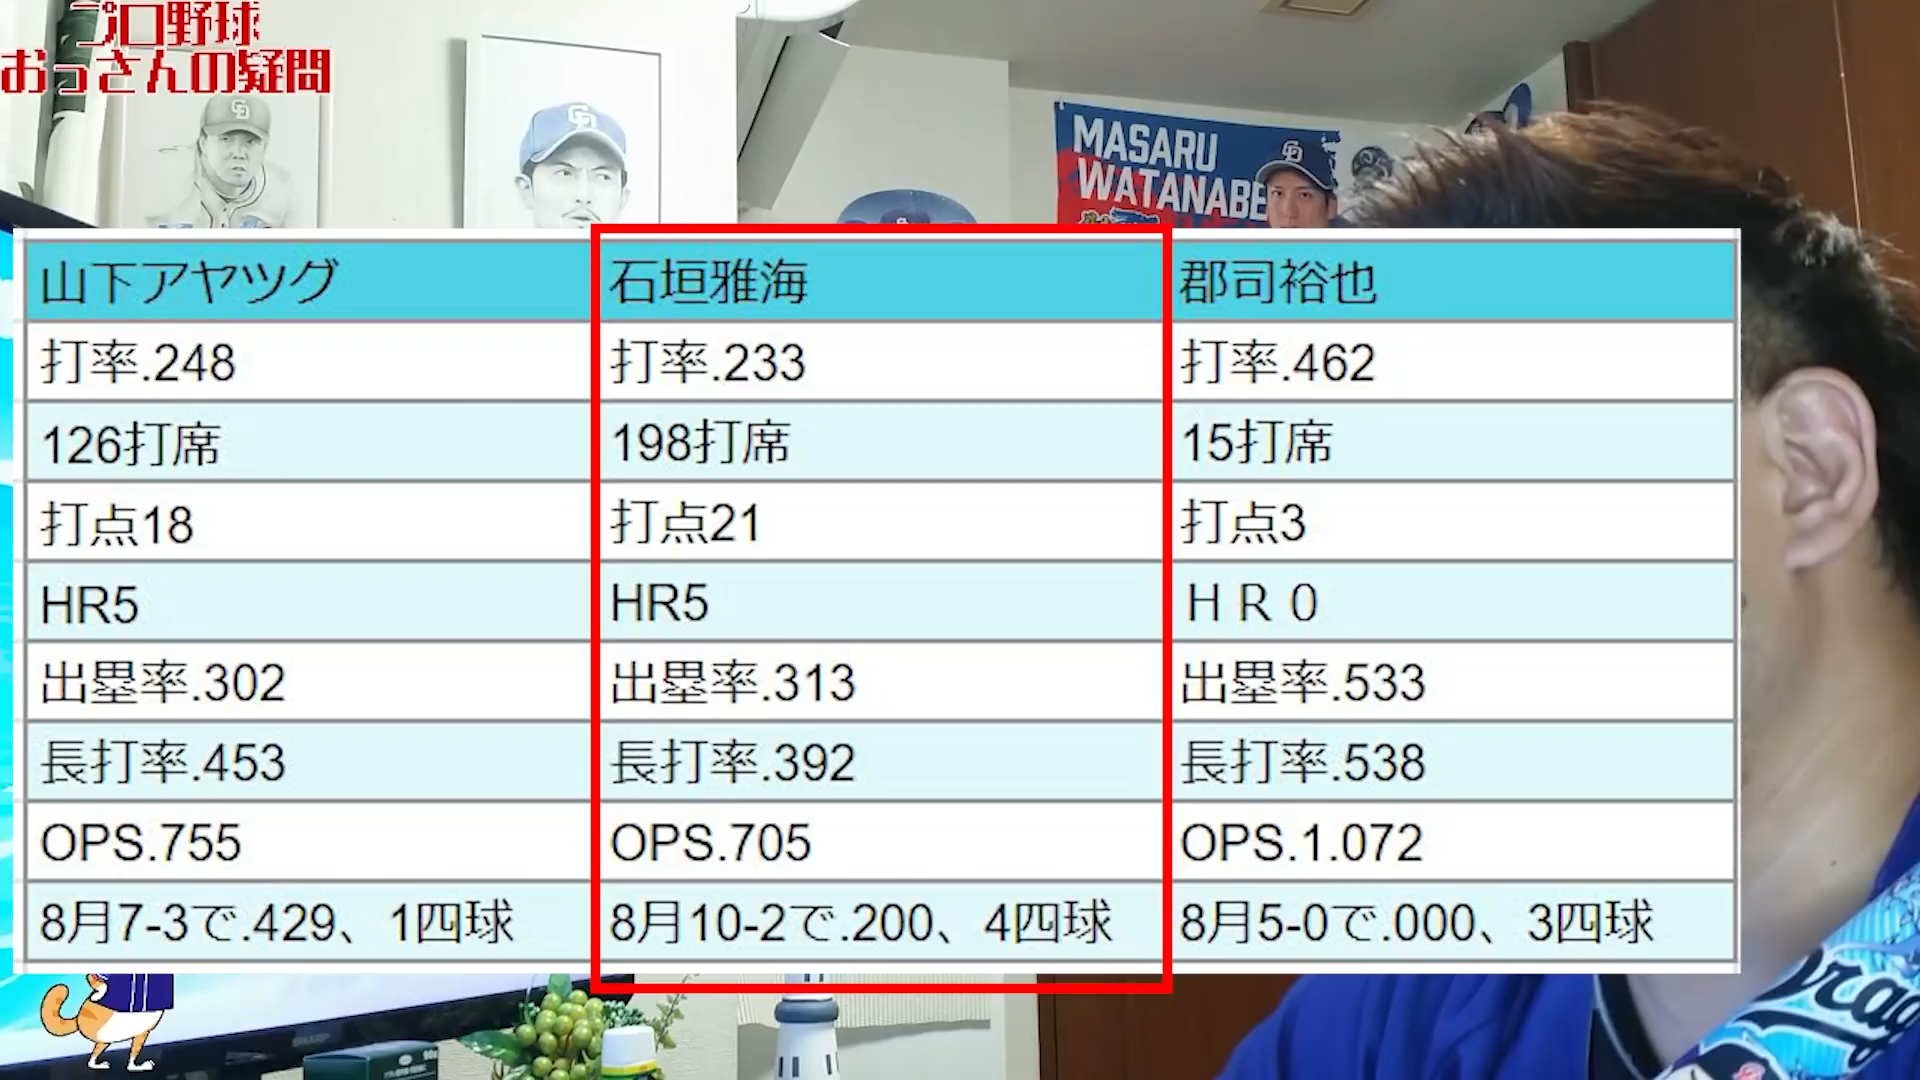 プロ野球
おっさんの疑問
MASARU
WATANABE
山下アヤツグ
石垣雅海
郡司裕也
打率.248
打率.233
打率.462
126打席
198打席
15打席
打点18
打点21
打点3
HR5
HR5
ＨＲ０
出塁率.302
出塁率.313
出塁率.533
長打率.453
長打率.392
長打率.538
OPS.755
OPS.705
OPS.1.072
8月7-3で.429、1四球
8月10-2で.200、4四球
8月5-0で.000、3四球